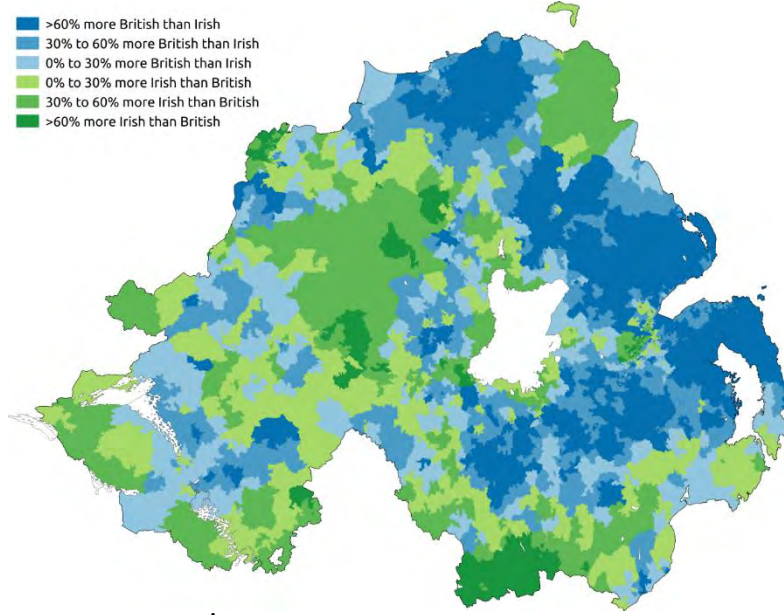 >60% more British than Irish
30% to 60% more British than Irish
0% to 30% more British than Irish
0% to 30% more Irish than British
30% to 60% more Irish than British
>60% more Irish than British